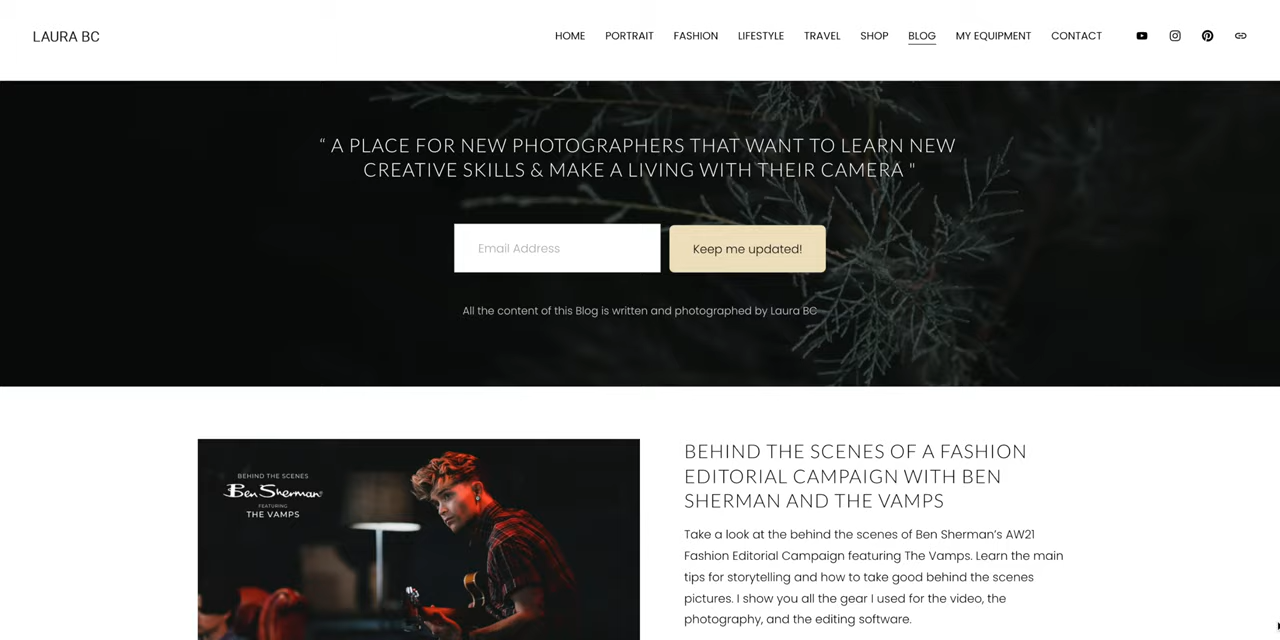 LAURA BC
HOME PORTRAIT FASHION LIFESTYLE TRAVEL SHOP BLOG MY EQUIPMENT CONTACT
“ A PLACE FOR NEW PHOTOGRAPHERS THAT WANT TO LEARN NEW
CREATIVE SKILLS & MAKE A LIVING WITH THEIR CAMERA "
Email Address
Keep me updated!
All the content of this Blog is written and photographed by Laura BC
BEHIND THE SCENES
Ben Sherman
FEATURING
THE VAMPS
BEHIND THE SCENES OF A FASHION
EDITORIAL CAMPAIGN WITH BEN
SHERMAN AND THE VAMPS
Take a look at the behind the scenes of Ben Sherman’s AW21
Fashion Editorial Campaign featuring The Vamps. Learn the main
tips for storytelling and how to take good behind the scenes
pictures. I show you all the gear I used for the video, the
photography, and the editing software.